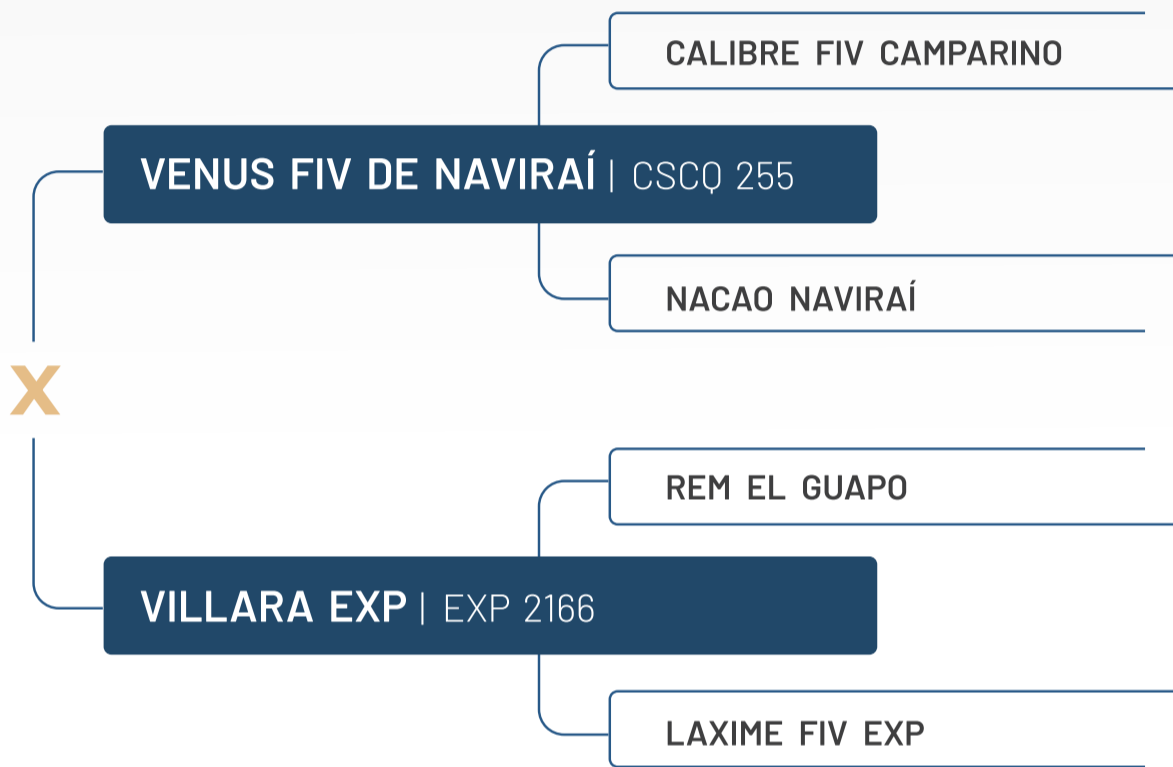 CALIBRE FIV CAMPARINO
VENUS FIV DE NAVIRAÍ | CSCQ 255
NACAO NAVIRAÍ
X
REM EL GUAPO
VILLARA EXP | EXP 2166
LAXIME FIV EXP